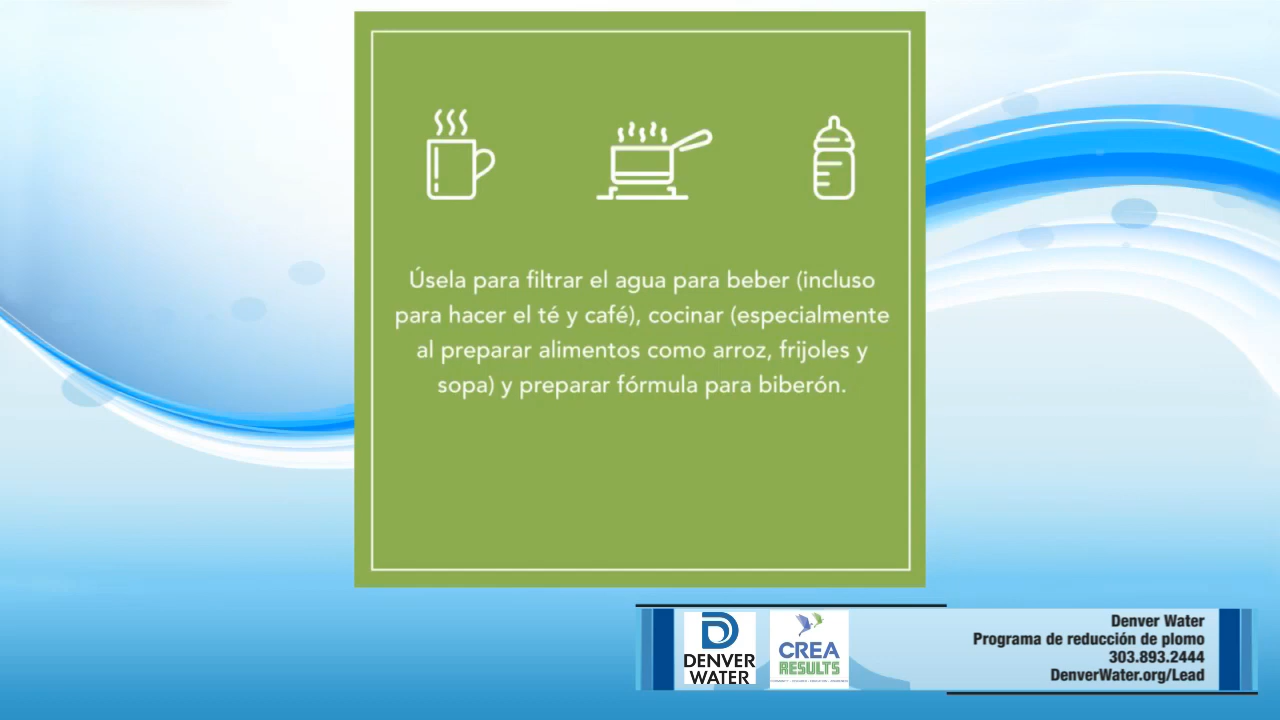 Úsela para filtrar el agua para beber (incluso
para hacer el té y café), cocinar (especialmente
al preparar alimentos como arroz, frijoles y
sopa) y preparar fórmula para biberón.
DENVER
WATER
CREA
RESULTS
Denver Water
Programa de reducción de plomo
303.893.2444
DenverWater.org/Lead